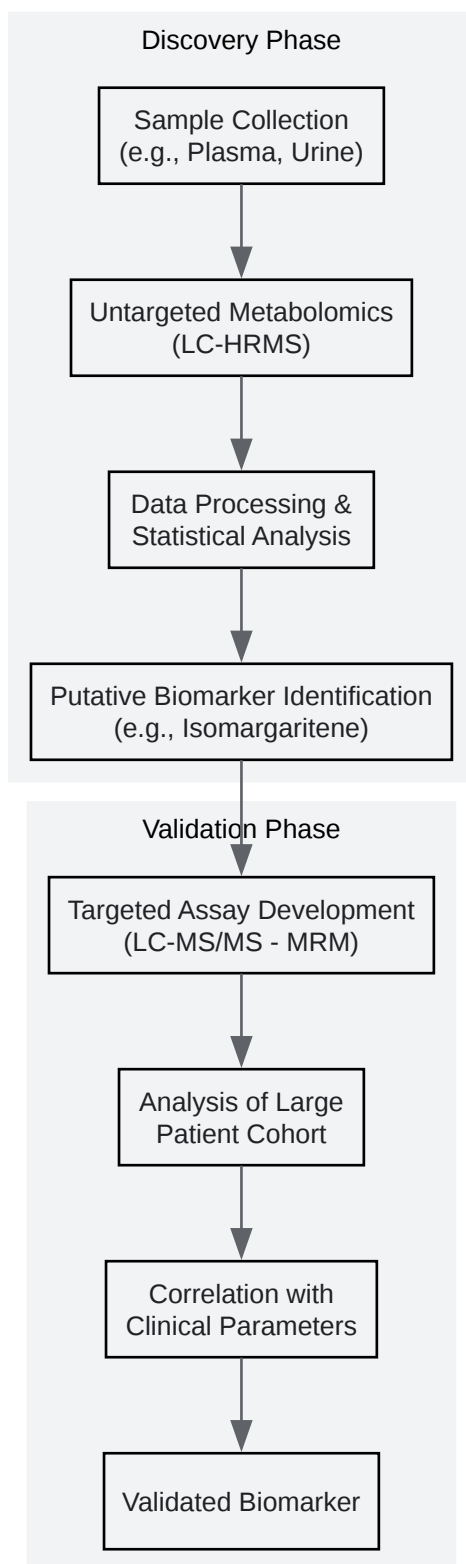 Discovery Phase
Sample Collection
(e.g., Plasma, Urine)
Untargeted Metabolomics
(LC-HRMS)
Data Processing &
Statistical Analysis
Putative Biomarker Identification
(e.g., Isomargaritene)
Validation Phase
Targeted Assay Development
(LC-MS/MS - MRM)
Analysis of Large
Patient Cohort
Correlation with
Clinical Parameters
Validated Biomarker